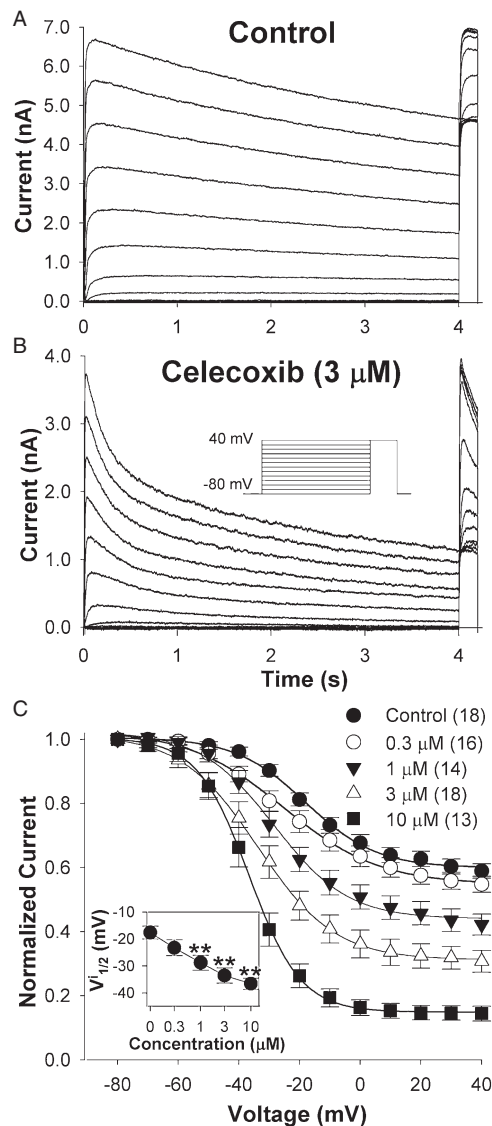 A
Control
7.0
6.0
5.0
4.0
3.0
2.0
1.0
0.0
Current (nA)
0 1 2 3 4
B
Celecoxib (3 μM)
4.0
3.0
2.0
1.0
0.0
Current (nA)
40 mV
-80 mV
0 1 2 3 4
Time (s)
C
Control (18)
0.3 μM (16)
1 μM (14)
3 μM (18)
10 μM (13)
1.0
0.8
0.6
0.4
0.2
0.0
Normalized Current
-10
-20
-30
-40
Vi1/2 (mV)
** ** **
0 0.3 1 3 10
Concentration (μM)
-80 -60 -40 -20 0 20 40
Voltage (mV)